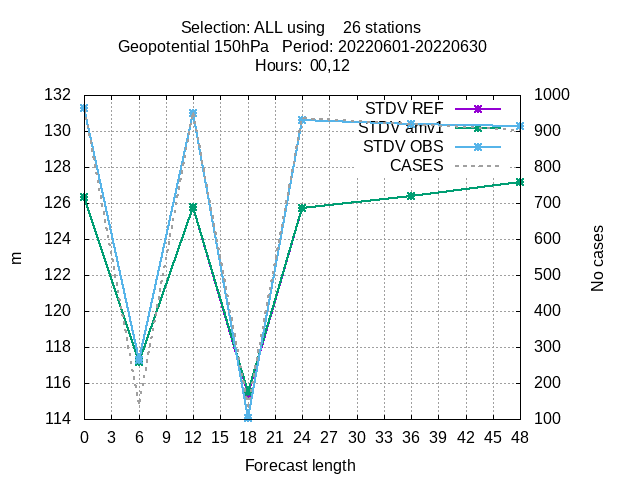 Selection: ALL using    26 stations
Geopotential 150hPa   Period: 20220601-20220630
Hours:  00,12
132 1000
STDV REF
130 STDV amv1 900
STDV OBS
128 CASES 800
126 700
124 600
m 122 500 No cases
120 400
118 300
116 200
114 100
0 3 6 9 12 15 18 21 24 27 30 33 36 39 42 45 48
Forecast length